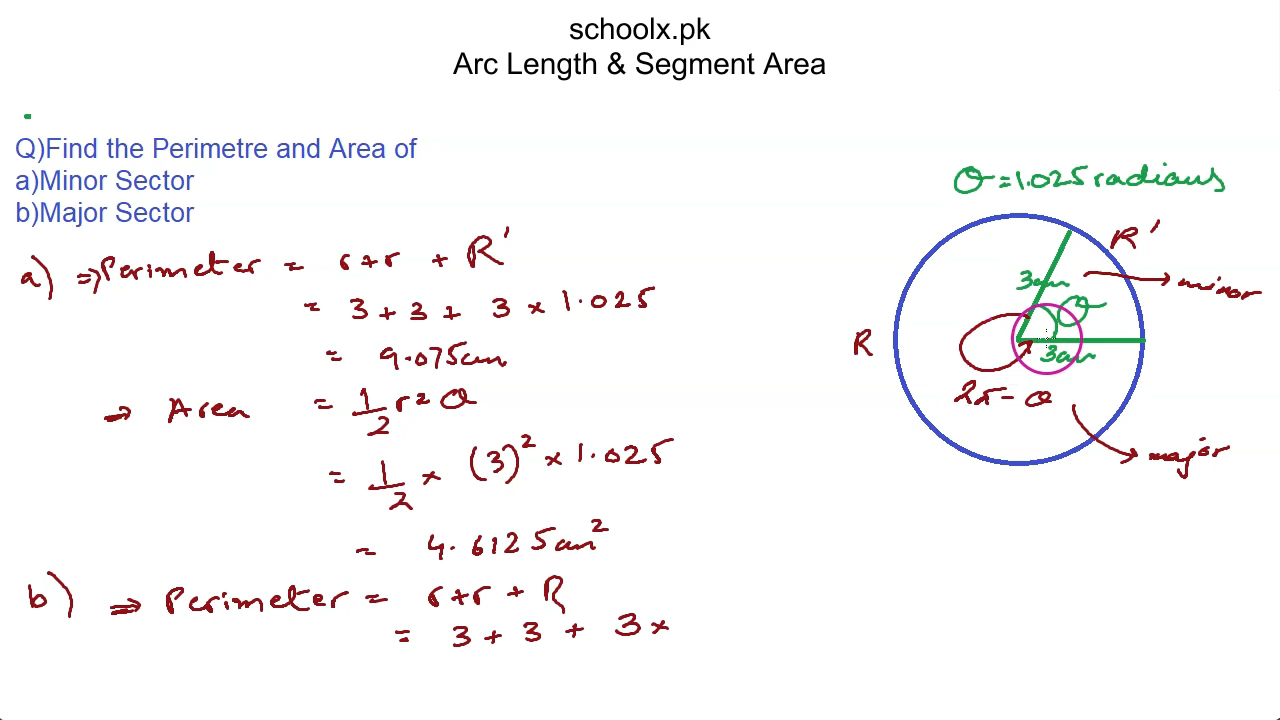 schoolx.pk
Arc Length & Segment Area
Q)Find the Perimetre and Area of
a)Minor Sector
b)Major Sector
θ = 1.025 radians
a) ⇒ Perimeter = r + r + R'
= 3 + 3 + 3 × 1.025
= 9.075cm
→ Area = 1/2 r² θ
= 1/2 × (3)² × 1.025
= 4.6125cm²
b) ⇒ Perimeter = r + r + R
= 3 + 3 + 3 ×
R'
3cm
minor
θ
R
3cm
2π - θ
major